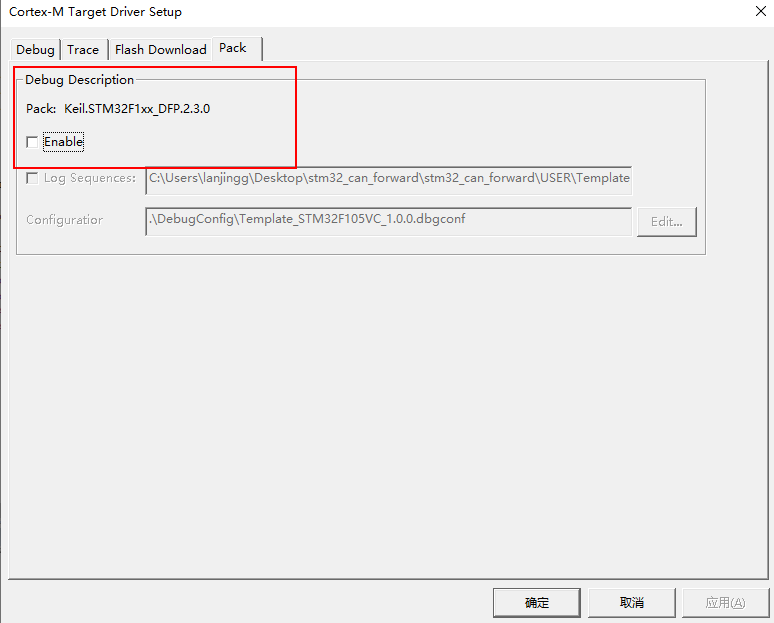 Cortex-M Target Driver Setup
Debug Trace Flash Download Pack
Debug Description
Pack: Keil.STM32F1xx_DFP.2.3.0
Enable
Log Sequences: C:\Users\lanjingg\Desktop\stm32_can_forward\stm32_can_forward\USER\Template
Configuration .\DebugConfig\Template_STM32F105VC_1.0.0.dbgconf Edit...
确定 取消 应用(A)